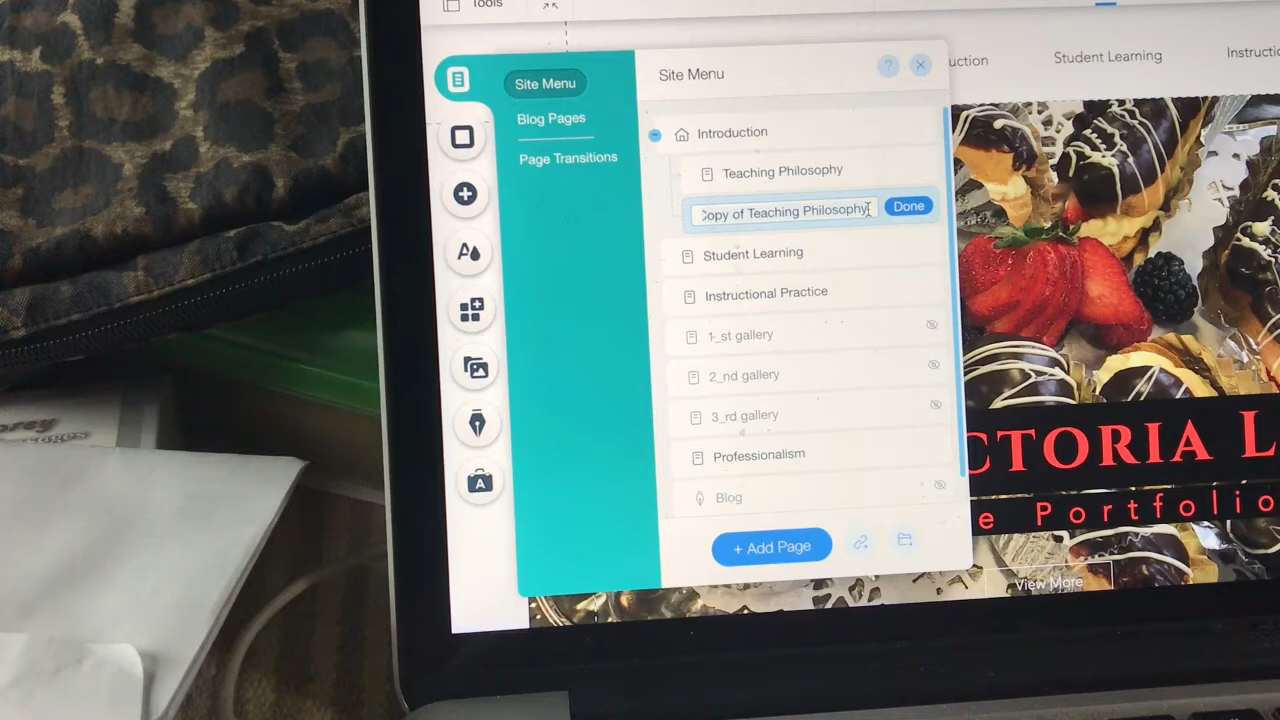 Tools
Site Menu
Blog Pages
Page Transitions
Site Menu
?
Introduction
Teaching Philosophy
Copy of Teaching Philosophy
Done
Student Learning
Instructional Practice
1_st gallery
2_nd gallery
3_rd gallery
Professionalism
Blog
+ Add Page
uction
Student Learning
Instructi
CTORIA L
e Portfolio
View More
A
A
orey
ages